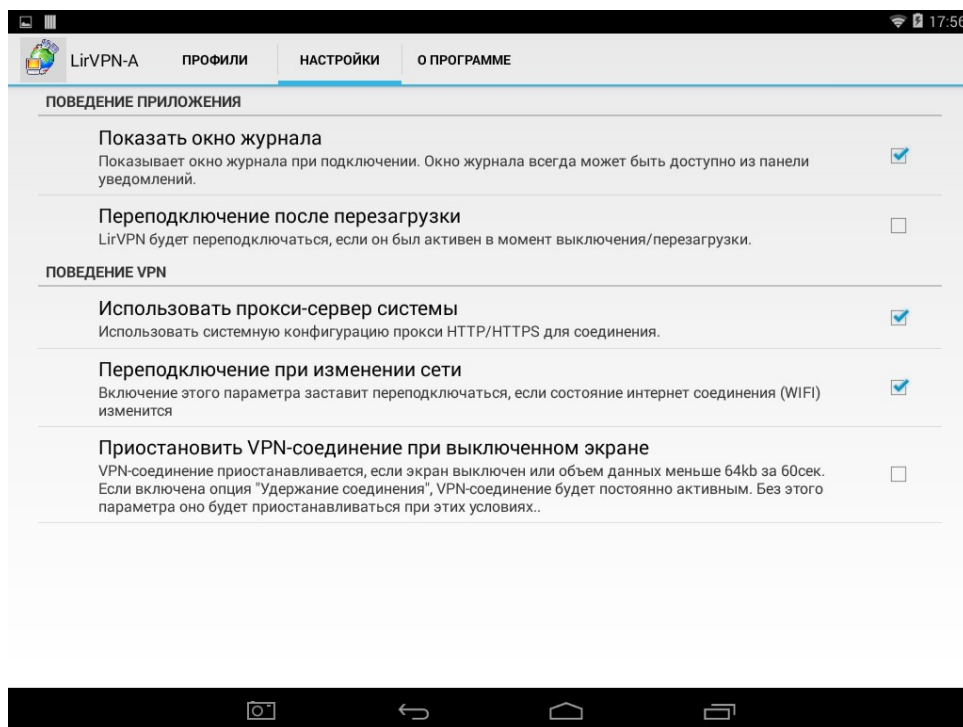 17:56
LirVPN-A ПРОФИЛИ НАСТРОЙКИ О ПРОГРАММЕ
ПОВЕДЕНИЕ ПРИЛОЖЕНИЯ
Показать окно журнала
Показывает окно журнала при подключении. Окно журнала всегда может быть доступно из панели
уведомлений.
Переподключение после перезагрузки
LirVPN будет переподключаться, если он был активен в момент выключения/перезагрузки.
ПОВЕДЕНИЕ VPN
Использовать прокси-сервер системы
Использовать системную конфигурацию прокси HTTP/HTTPS для соединения.
Переподключение при изменении сети
Включение этого параметра заставит переподключаться, если состояние интернет соединения (WIFI)
изменится
Приостановить VPN-соединение при выключенном экране
VPN-соединение приостанавливается, если экран выключен или объем данных меньше 64kb за 60сек.
Если включена опция "Удержание соединения", VPN-соединение будет постоянно активным. Без этого
параметра оно будет приостанавливаться при этих условиях..